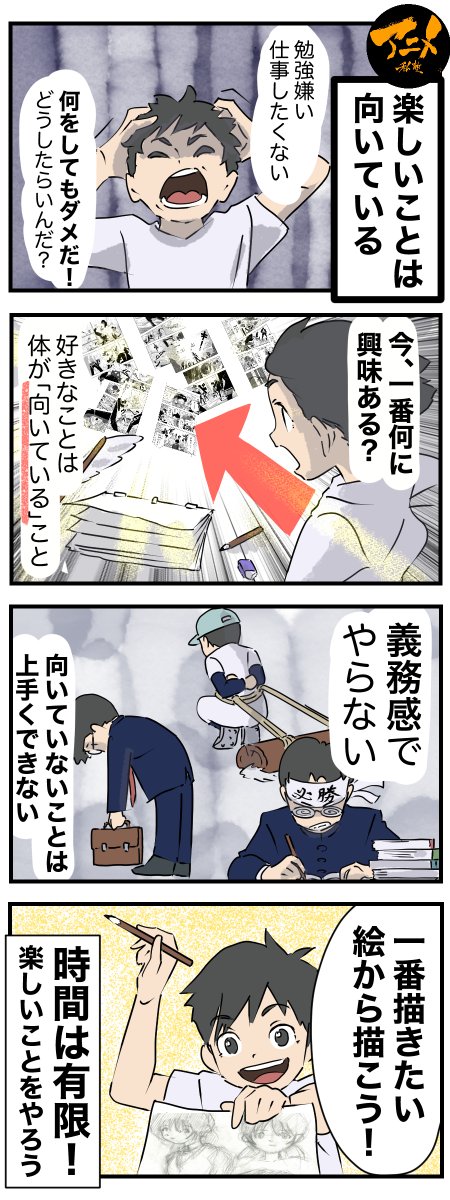 アニメ
私塾
楽しいことは
向いている
勉強嫌い
仕事したくない
何をしてもダメだ!
どうしたらいんだ?
今、一番何に
興味ある?
好きなことは
体が「向いている」こと
義務感で
やらない
必勝
向いていないことは
上手くできない
一番描きたい
絵から描こう!
時間は有限!
楽しいことをやろう